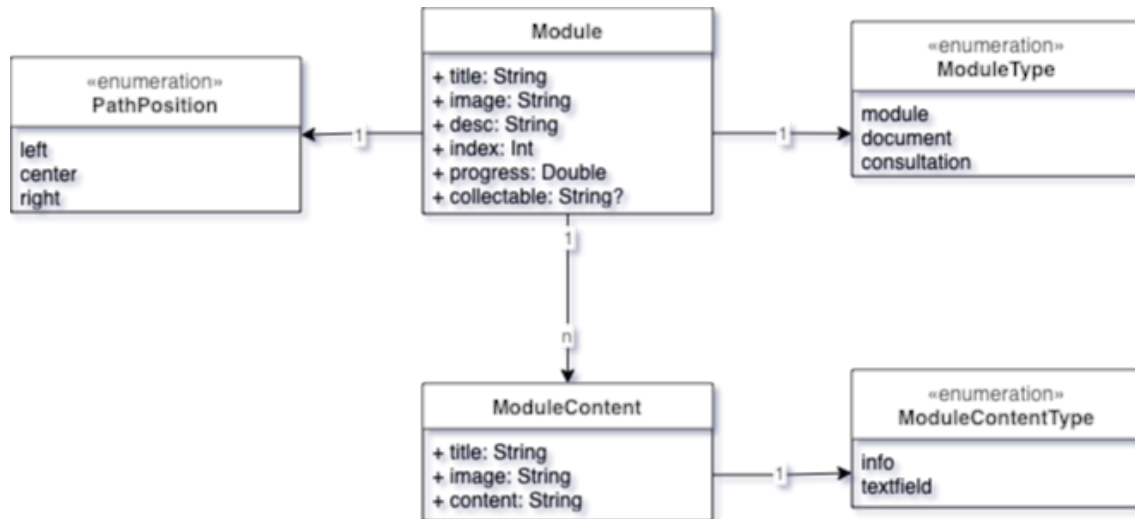 «enumeration»
PathPosition
left
center
right
Module
+ title: String
+ image: String
+ desc: String
+ index: Int
+ progress: Double
+ collectable: String?
«enumeration»
ModuleType
module
document
consultation
1
1
1
n
ModuleContent
+ title: String
+ image: String
+ content: String
1
«enumeration»
ModuleContentType
info
textfield